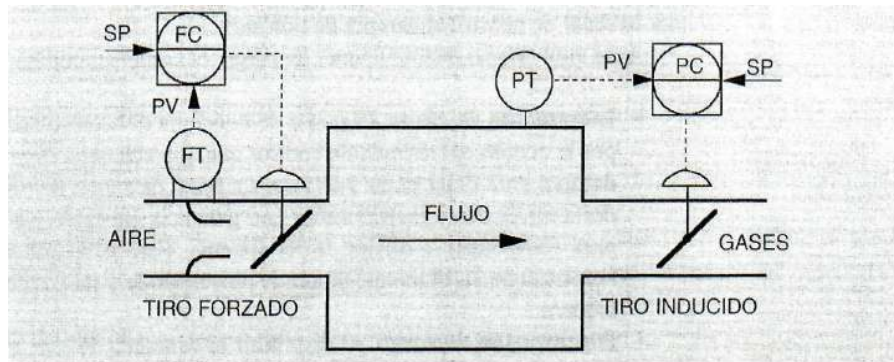 SP
FC
PV
FT
PT
PV
PC
SP
AIRE
FLUJO
GASES
TIRO FORZADO
TIRO INDUCIDO